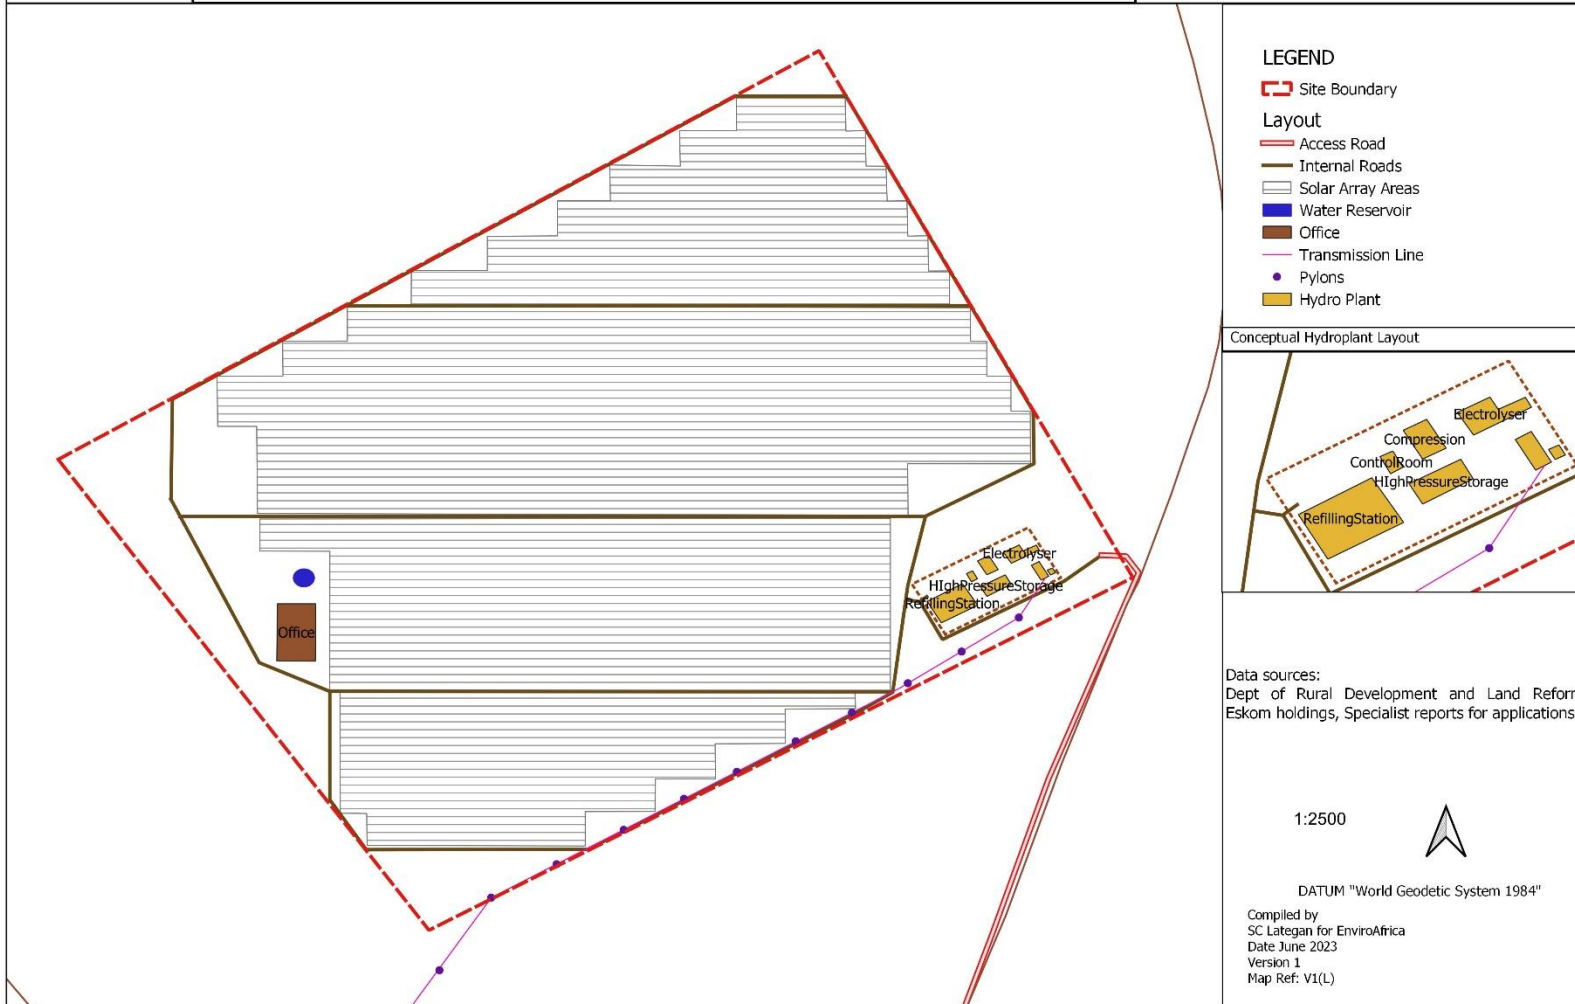 LEGEND
Site Boundary
Layout
Access Road
Internal Roads
Solar Array Areas
Water Reservoir
Office
Transmission Line
Pylons
Hydro Plant
Conceptual Hydroplant Layout
Electrolyser
Compression
ControlRoom
HIghPressureStorage
RefillingStation
Electrolyser
HIghPressureStorage
RefillingStation
Office
Data sources:
Dept of Rural Development and Land Reform
Eskom holdings, Specialist reports for applications
1:2500
DATUM "World Geodetic System 1984"
Compiled by
SC Lategan for EnviroAfrica
Date June 2023
Version 1
Map Ref: V1(L)